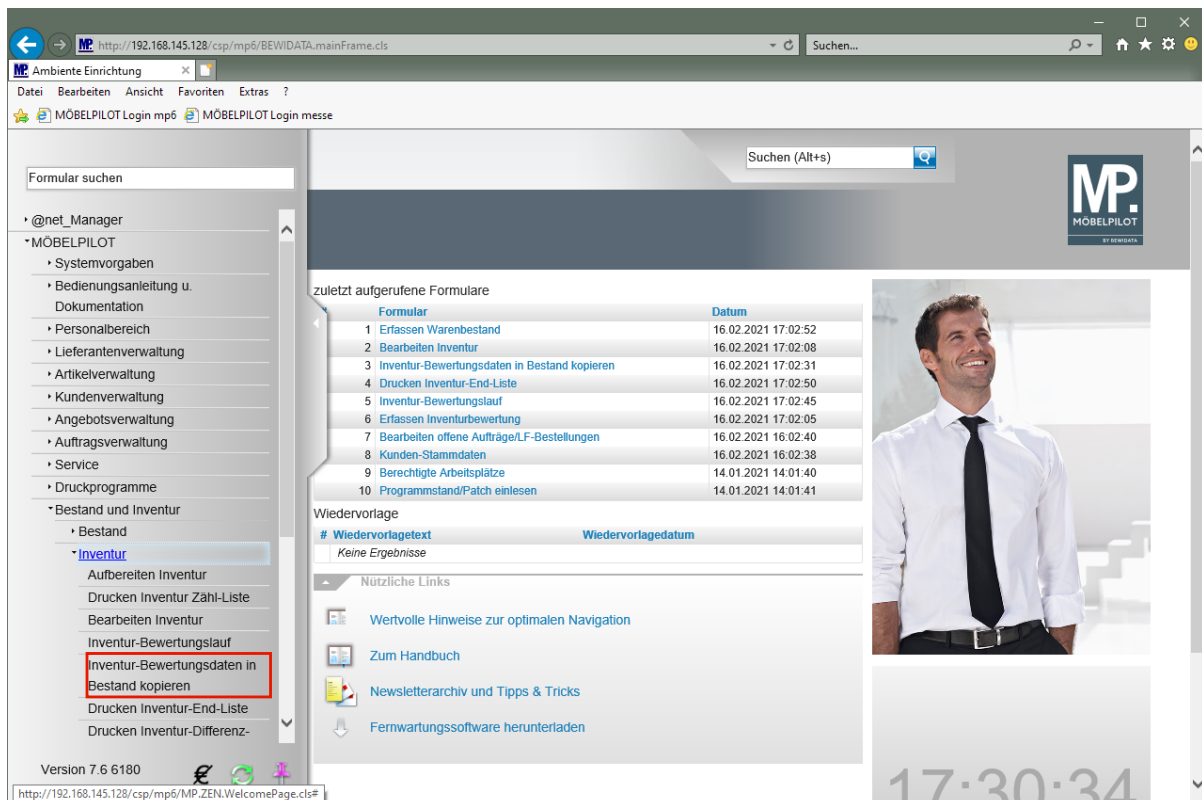 http://192.168.145.128/csp/mp6/BEWIDATA.mainFrame.cls
Suchen...
MP. Ambiente Einrichtung
Datei Bearbeiten Ansicht Favoriten Extras ?
MÖBELPILOT Login mp6 MÖBELPILOT Login messe
Formular suchen
Suchen (Alt+s)
MP.
MÖBELPILOT
BY BEWIDATA
@net_Manager
MÖBELPILOT
Systemvorgaben
Bedienungsanleitung u.
Dokumentation
Personalbereich
Lieferantenverwaltung
Artikelverwaltung
Kundenverwaltung
Angebotsverwaltung
Auftragsverwaltung
Service
Druckprogramme
Bestand und Inventur
Bestand
Inventur
Aufbereiten Inventur
Drucken Inventur Zähl-Liste
Bearbeiten Inventur
Inventur-Bewertungslauf
Inventur-Bewertungsdaten in
Bestand kopieren
Drucken Inventur-End-Liste
Drucken Inventur-Differenz-
Version 7.6 6180
http://192.168.145.128/csp/mp6/MP.ZEN.WelcomePage.cls#
zuletzt aufgerufene Formulare
# Formular Datum
1 Erfassen Warenbestand 16.02.2021 17:02:52
2 Bearbeiten Inventur 16.02.2021 17:02:08
3 Inventur-Bewertungsdaten in Bestand kopieren 16.02.2021 17:02:31
4 Drucken Inventur-End-Liste 16.02.2021 17:02:50
5 Inventur-Bewertungslauf 16.02.2021 17:02:45
6 Erfassen Inventurbewertung 16.02.2021 17:02:05
7 Bearbeiten offene Aufträge/LF-Bestellungen 16.02.2021 16:02:40
8 Kunden-Stammdaten 16.02.2021 16:02:38
9 Berechtigte Arbeitsplätze 14.01.2021 14:01:40
10 Programmstand/Patch einlesen 14.01.2021 14:01:41
Wiedervorlage
# Wiedervorlagetext Wiedervorlagedatum
Keine Ergebnisse
Nützliche Links
Wertvolle Hinweise zur optimalen Navigation
Zum Handbuch
Newsletterarchiv und Tipps & Tricks
Fernwartungssoftware herunterladen
17:30:34